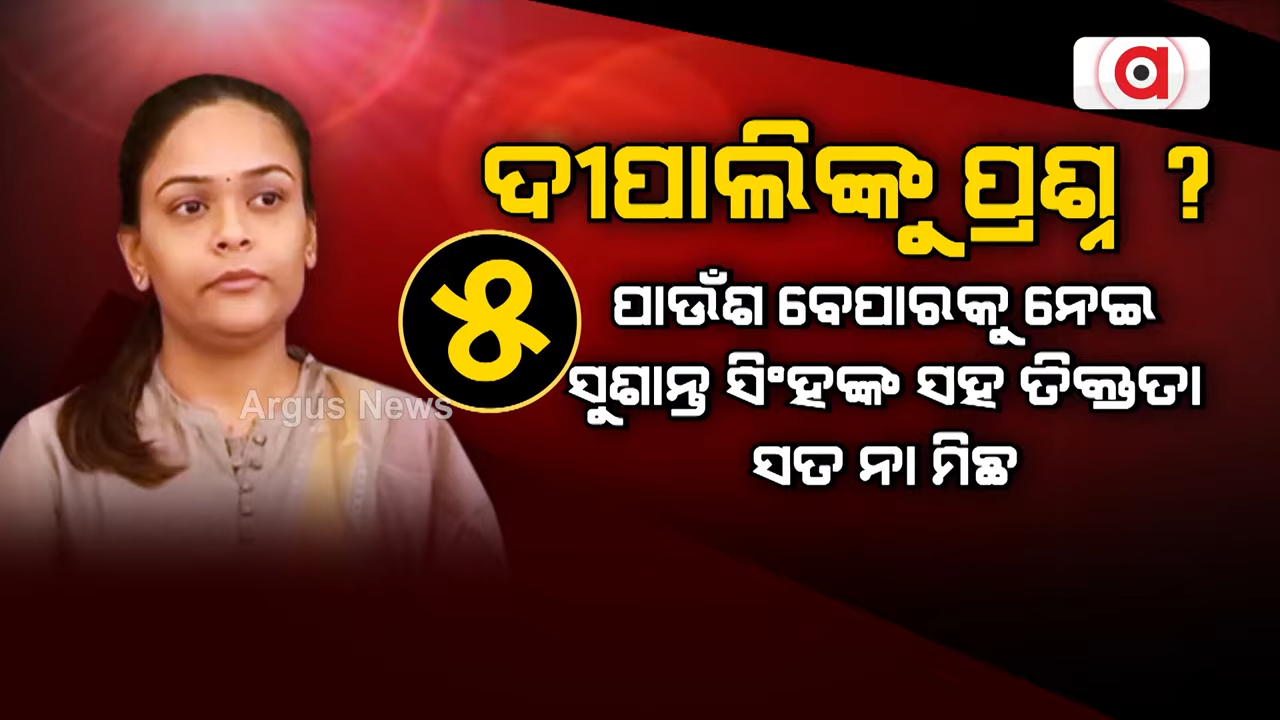 ଦୀପାଲିଙ୍କୁ ପ୍ରଶ୍ନ ?
୫
ପାଉଁଶ ବେପାରକୁ ନେଇ
ସୁଶାନ୍ତ ସିଂହଙ୍କ ସହ ତିକ୍ତତା
ସତ ନା ମିଛ
Argus News
a